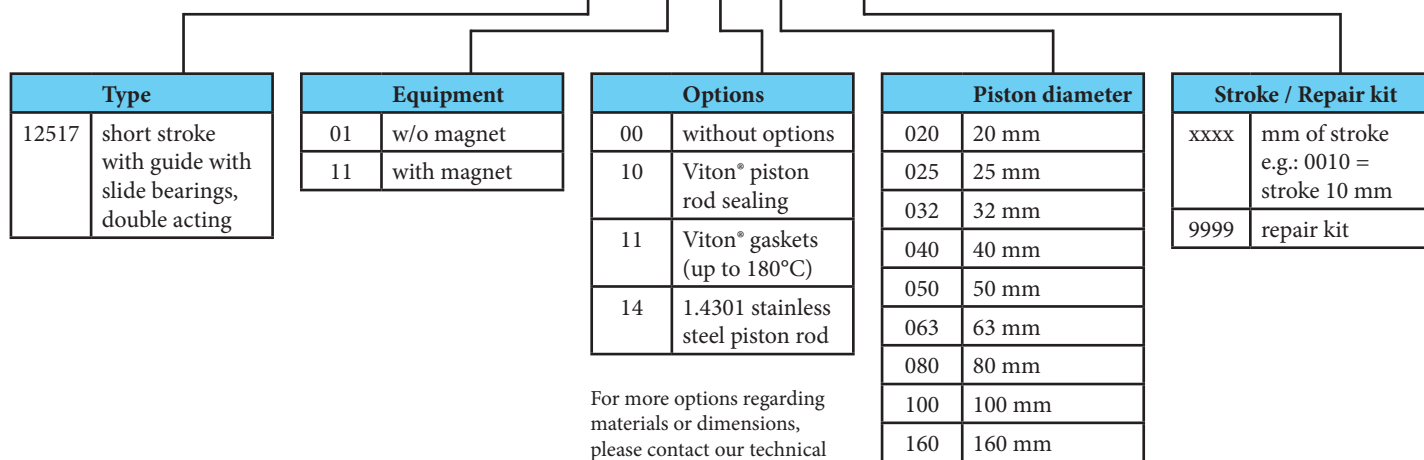 Type
12517 short stroke
with guide with
slide bearings,
double acting
Equipment
01 w/o magnet
11 with magnet
Options
00 without options
10 Viton® piston
rod sealing
11 Viton® gaskets
(up to 180°C)
14 1.4301 stainless
steel piston rod
For more options regarding
materials or dimensions,
please contact our technical
Piston diameter
020 20 mm
025 25 mm
032 32 mm
040 40 mm
050 50 mm
063 63 mm
080 80 mm
100 100 mm
160 160 mm
Stroke / Repair kit
xxxx mm of stroke
e.g.: 0010 =
stroke 10 mm
9999 repair kit